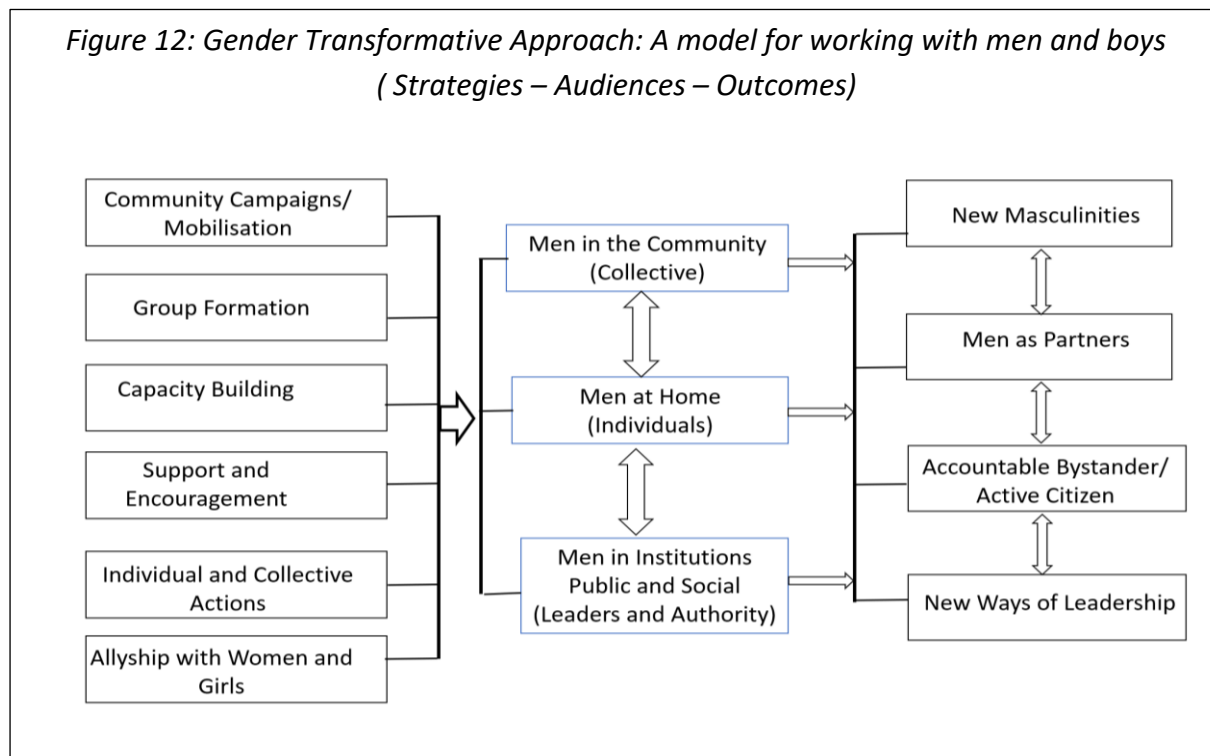 Figure 12: Gender Transformative Approach: A model for working with men and boys
( Strategies – Audiences – Outcomes)
Community Campaigns/
Mobilisation
Group Formation
Capacity Building
Support and
Encouragement
Individual and Collective
Actions
Allyship with Women and
Girls
Men in the Community
(Collective)
Men at Home
(Individuals)
Men in Institutions
Public and Social
(Leaders and Authority)
New Masculinities
Men as Partners
Accountable Bystander/
Active Citizen
New Ways of Leadership